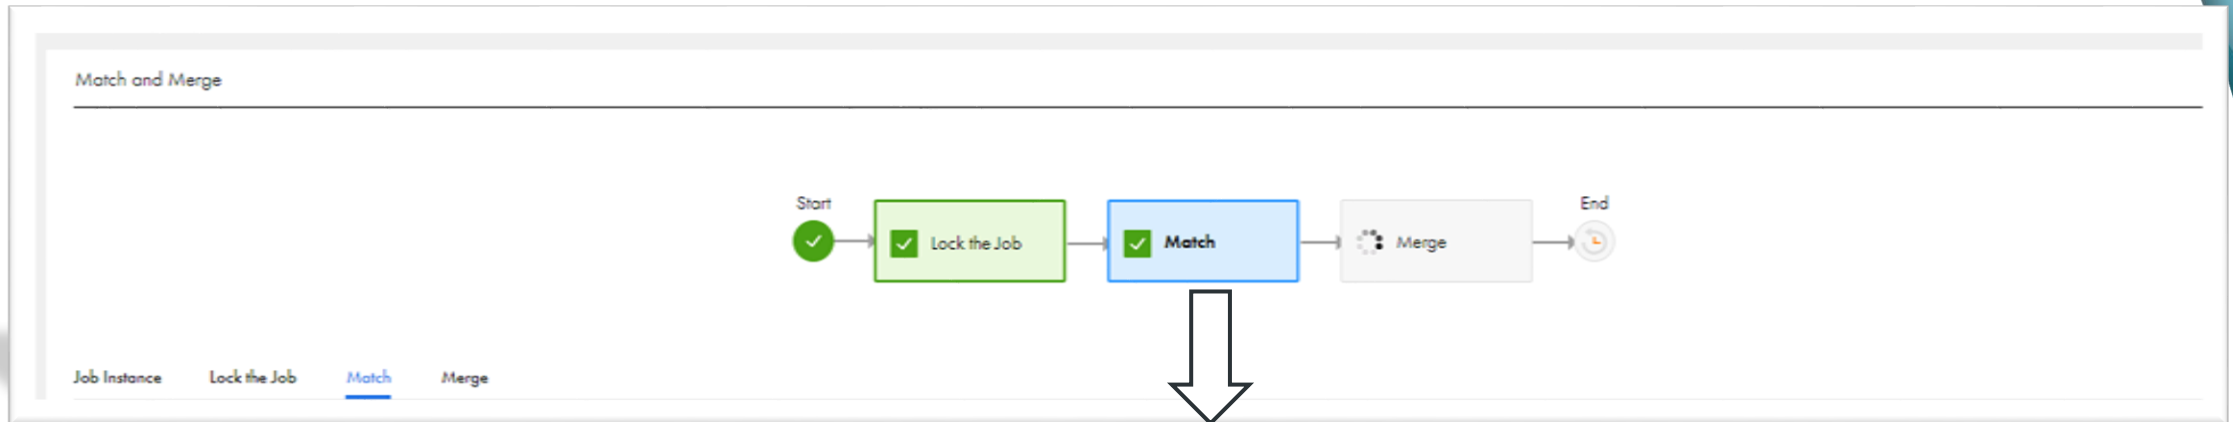 Match and Merge
Start
End
Lock the Job
Match
Merge
Job Instance Lock the Job Match Merge